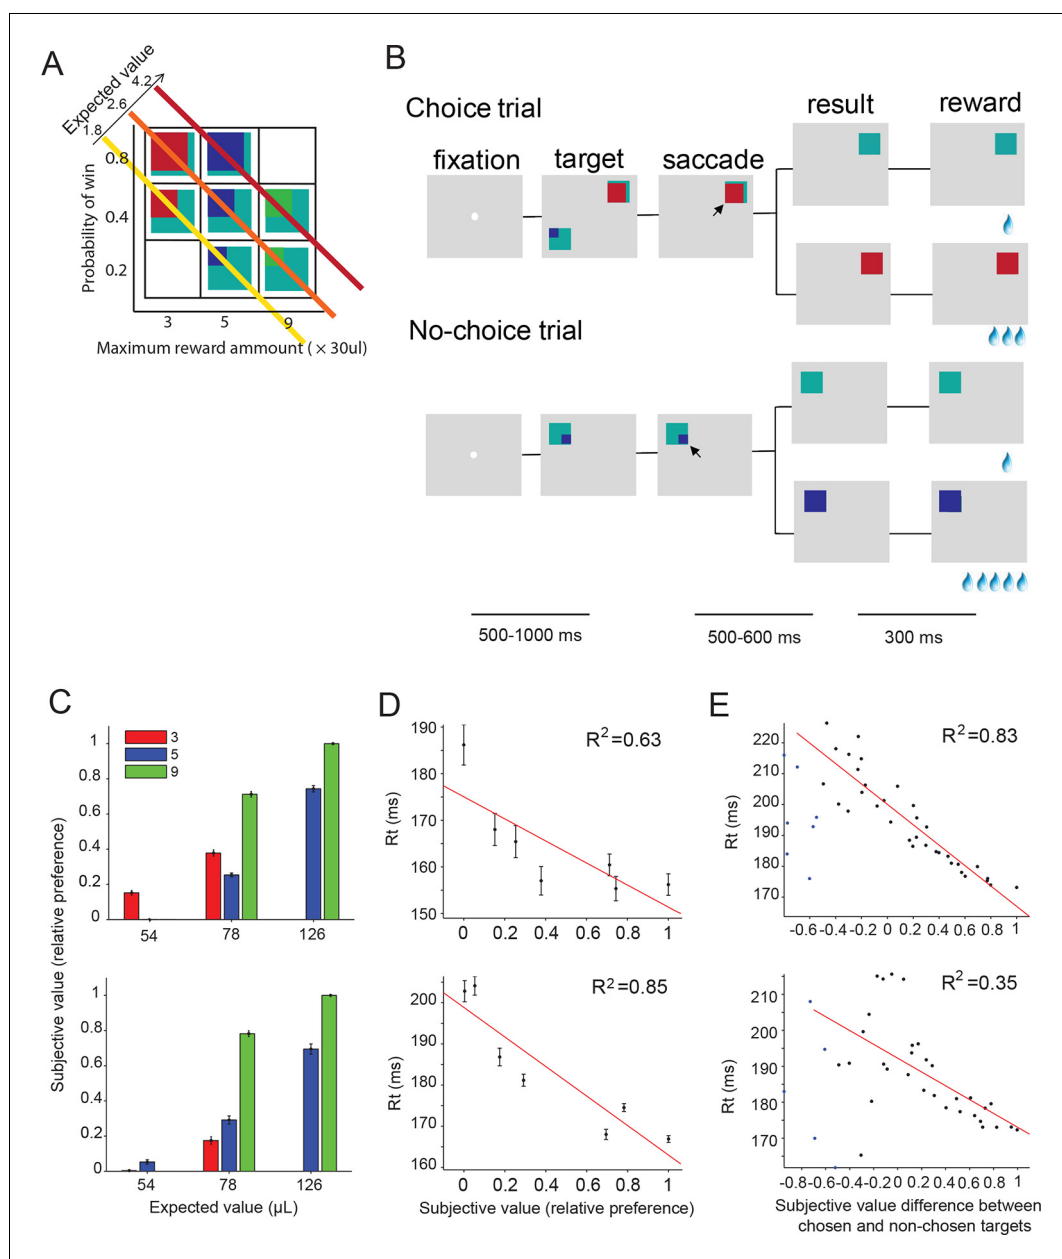 A
Expected value
1.8
2.6
4.2
Probability of win
0.8
0.4
0.2
3
5
9
Maximum reward ammount ( × 30ul)
B
Choice trial
fixation
target
saccade
result
reward
No-choice trial
500-1000 ms
500-600 ms
300 ms
C
Subjective value (relative preference)
3
5
9
1
0.8
0.6
0.4
0.2
0
54
78
126
1
0.8
0.6
0.4
0.2
0
54
78
126
Expected value (µL)
D
R²=0.63
Rt (ms)
190
180
170
160
150
0
0.2
0.4
0.6
0.8
1
R²=0.85
Rt (ms)
200
190
180
170
160
0
0.2
0.4
0.6
0.8
1
Subjective value (relative preference)
E
R²=0.83
Rt (ms)
220
210
200
190
180
170
-0.6
-0.4
-0.2
0
0.2
0.4
0.6
0.8
1
R²=0.35
Rt (ms)
210
200
190
180
170
-0.8
-0.6
-0.4
-0.2
0
0.2
0.4
0.6
0.8
1
Subjective value difference between
chosen and non-chosen targets